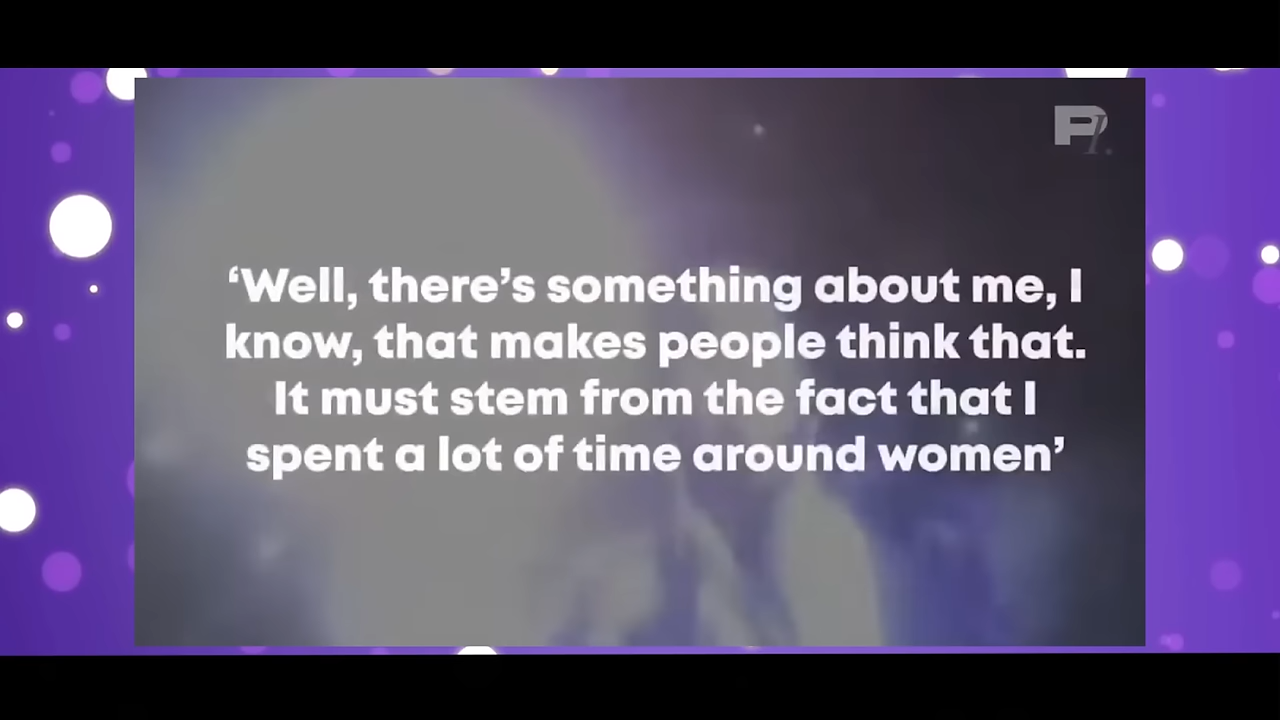 PI.
‘Well, there’s something about me, I
know, that makes people think that.
It must stem from the fact that I
spent a lot of time around women’